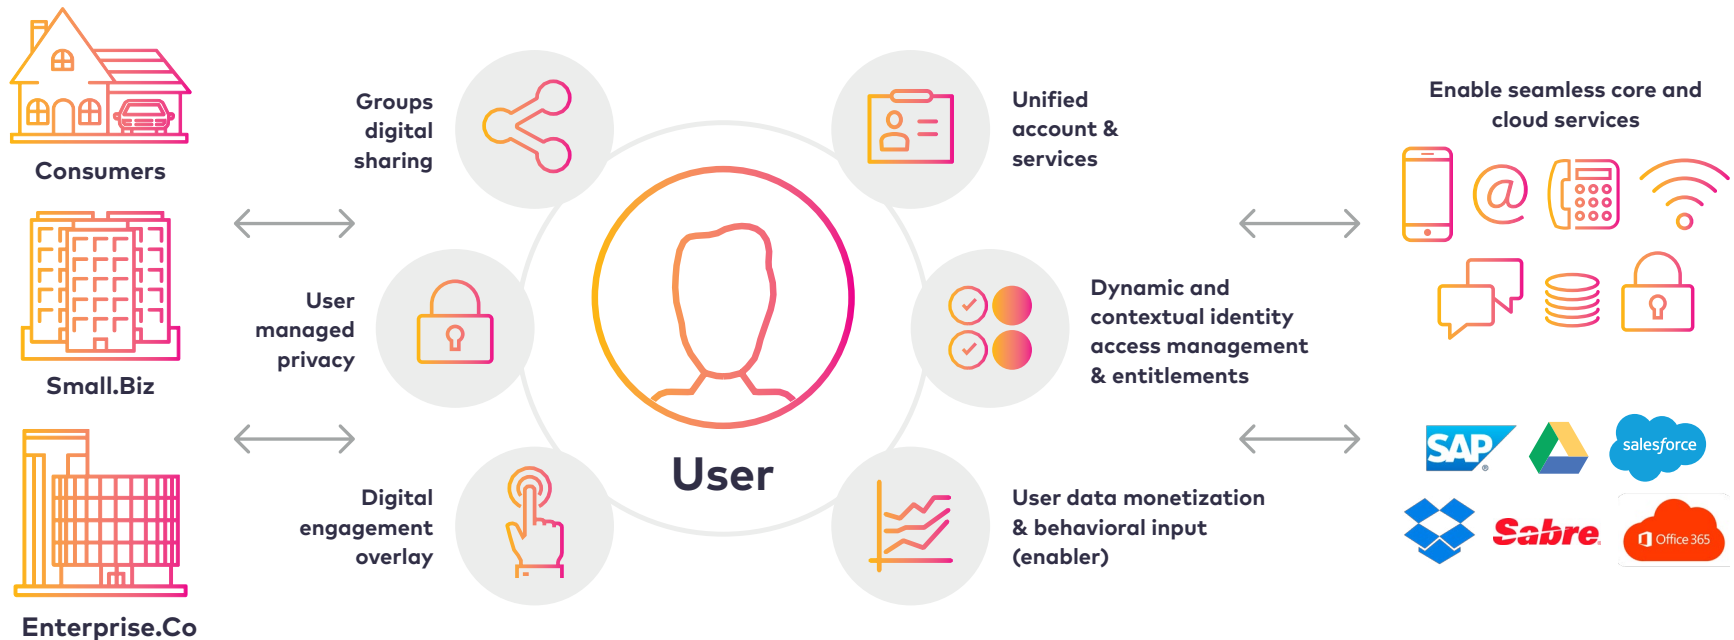 Consumers
Small.Biz
Enterprise.Co
Groups
digital
sharing
User
managed
privacy
Digital
engagement
overlay
User
Unified
account &
services
Dynamic and
contextual identity
access management
& entitlements
User data monetization
& behavioral input
(enabler)
Enable seamless core and
cloud services
@
SAP®
salesforce
Sabre
Office 365